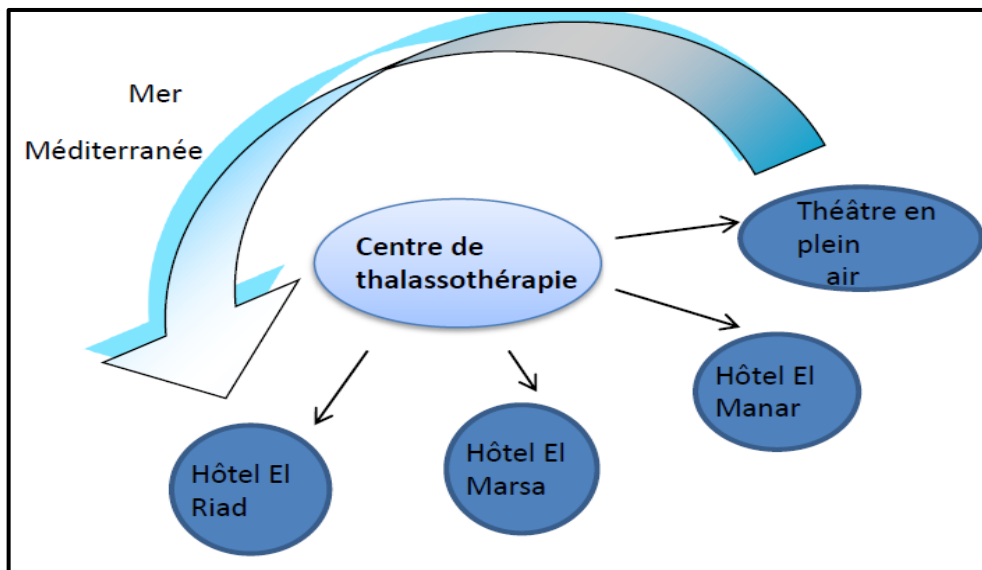 Mer
Méditerranée
Centre de
thalassothérapie
Théâtre en
plein
air
Hôtel El
Manar
Hôtel El
Marsa
Hôtel El
Riad